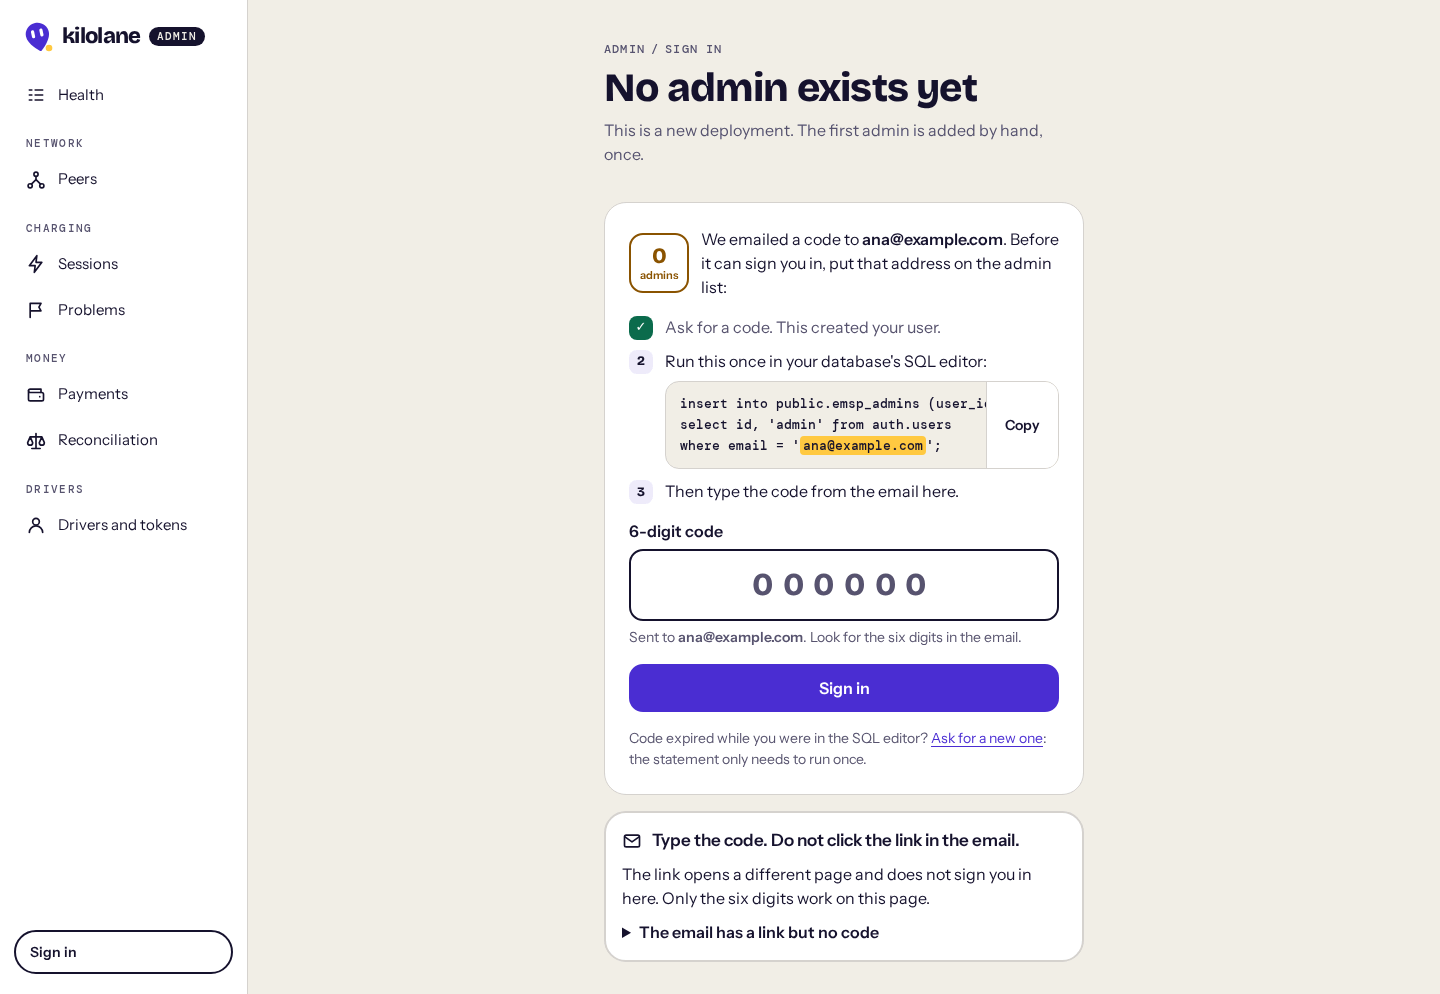 kilolane ADMIN
Health
NETWORK
Peers
CHARGING
Sessions
Problems
MONEY
Payments
Reconciliation
DRIVERS
Drivers and tokens
Sign in
ADMIN / SIGN IN
No admin exists yet
This is a new deployment. The first admin is added by hand,
once.
0
admins
We emailed a code to ana@example.com. Before
it can sign you in, put that address on the admin
list:
✓ Ask for a code. This created your user.
2 Run this once in your database's SQL editor:
insert into public.emsp_admins (user_i
select id, 'admin' from auth.users
where email = 'ana@example.com';
Copy
3 Then type the code from the email here.
6-digit code
000000
Sent to ana@example.com. Look for the six digits in the email.
Sign in
Code expired while you were in the SQL editor? Ask for a new one:
the statement only needs to run once.
Type the code. Do not click the link in the email.
The link opens a different page and does not sign you in
here. Only the six digits work on this page.
The email has a link but no code